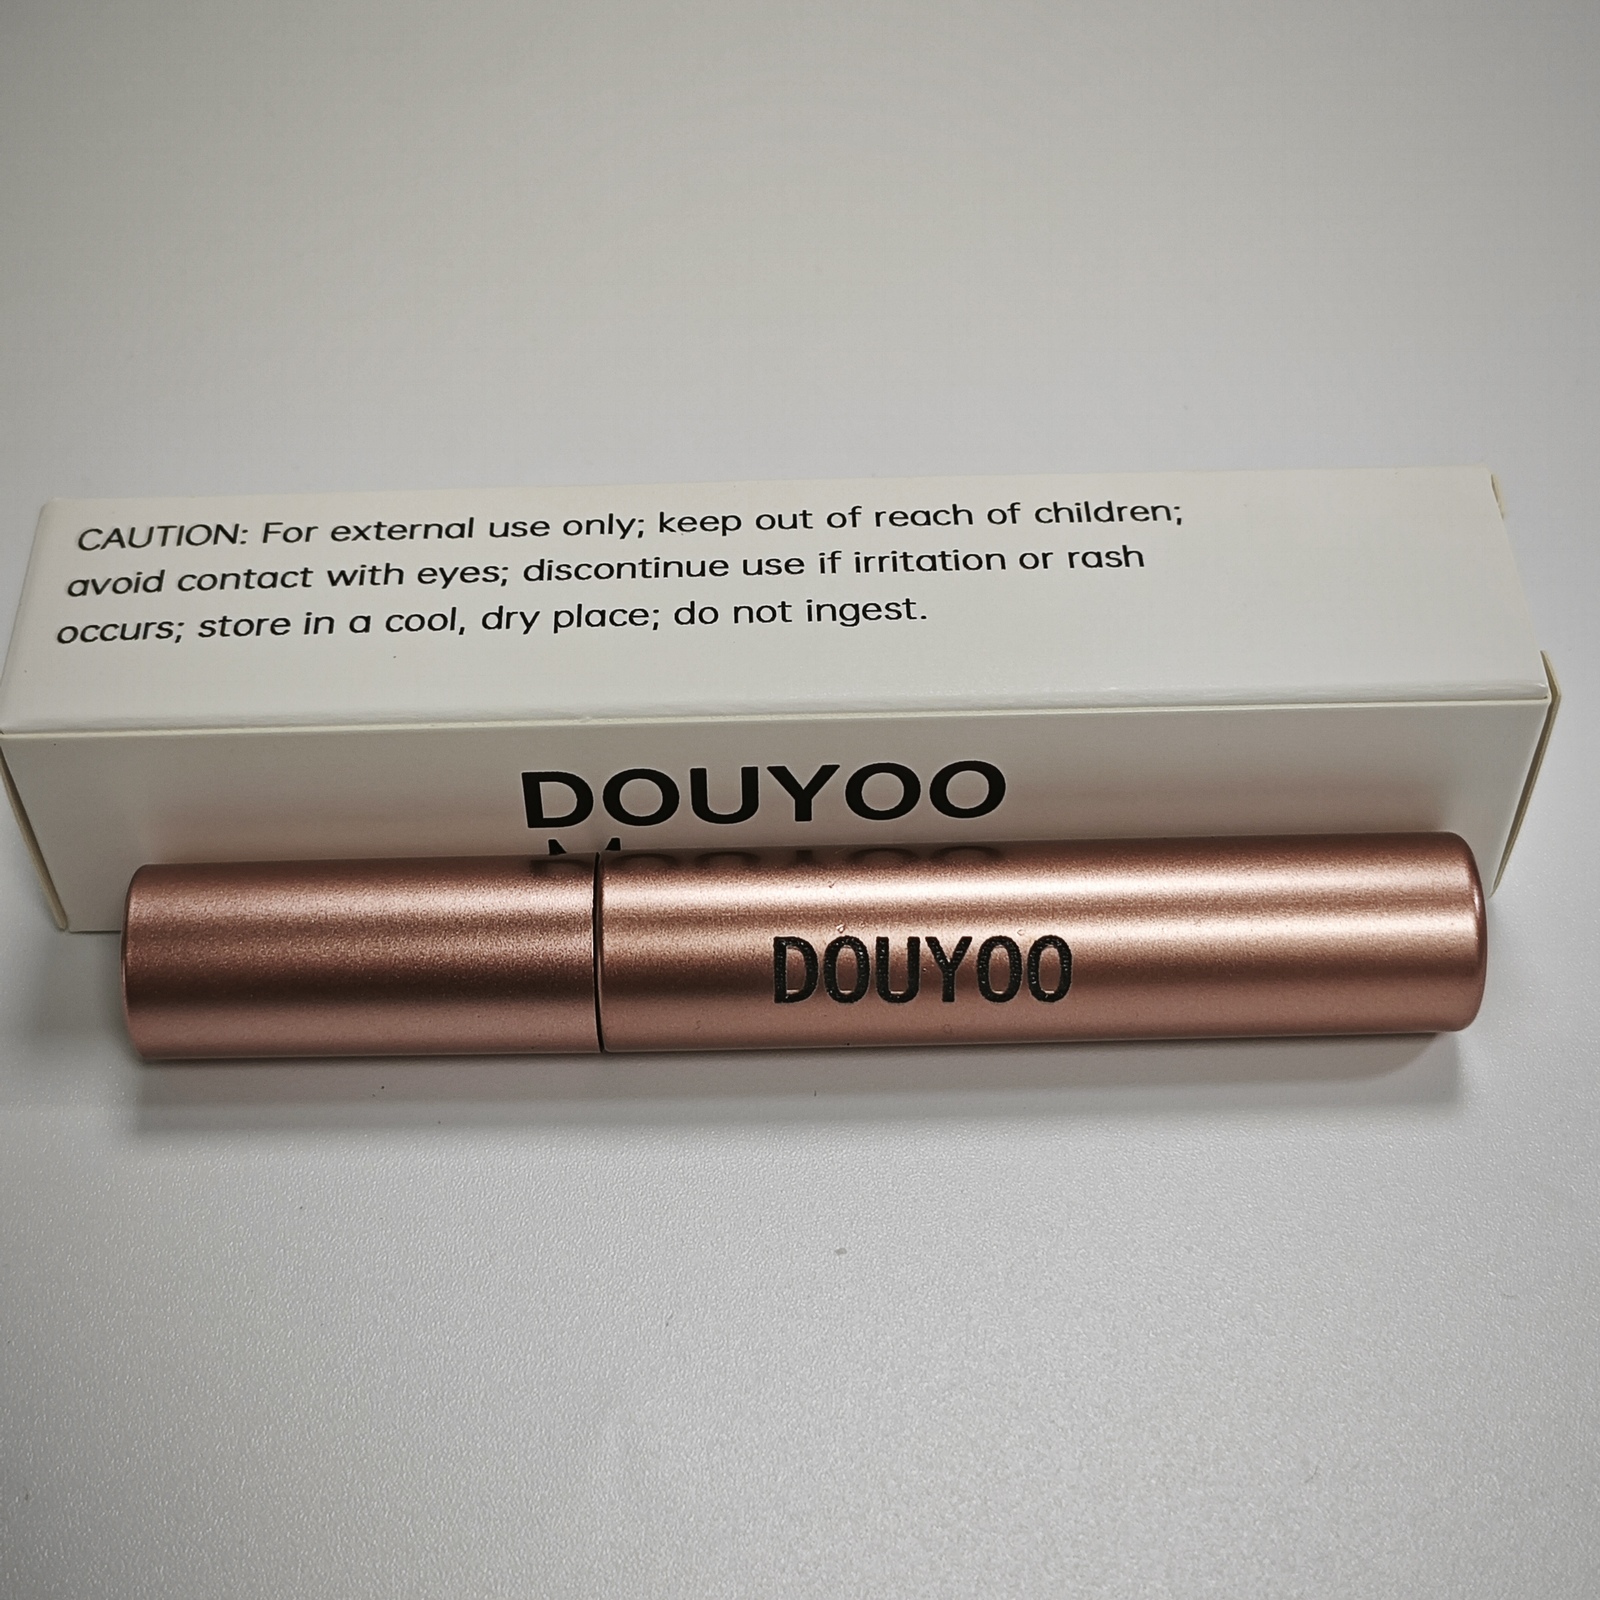 CAUTION: For external use only; keep out of reach of children;
avoid contact with eyes; discontinue use if irritation or rash
occurs; store in a cool, dry place; do not ingest.
DOUYOO
DOUYOO